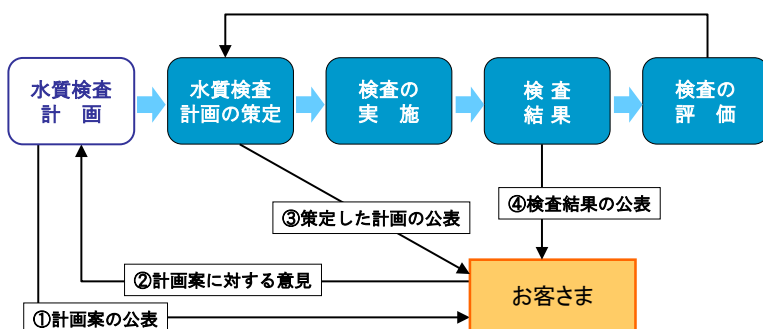 水質検査
計　画
水質検査
計画の策定
検査の
実　施
検 査
結 果
検査の
評　価
③策定した計画の公表
④検査結果の公表
②計画案に対する意見
お客さま
①計画案の公表